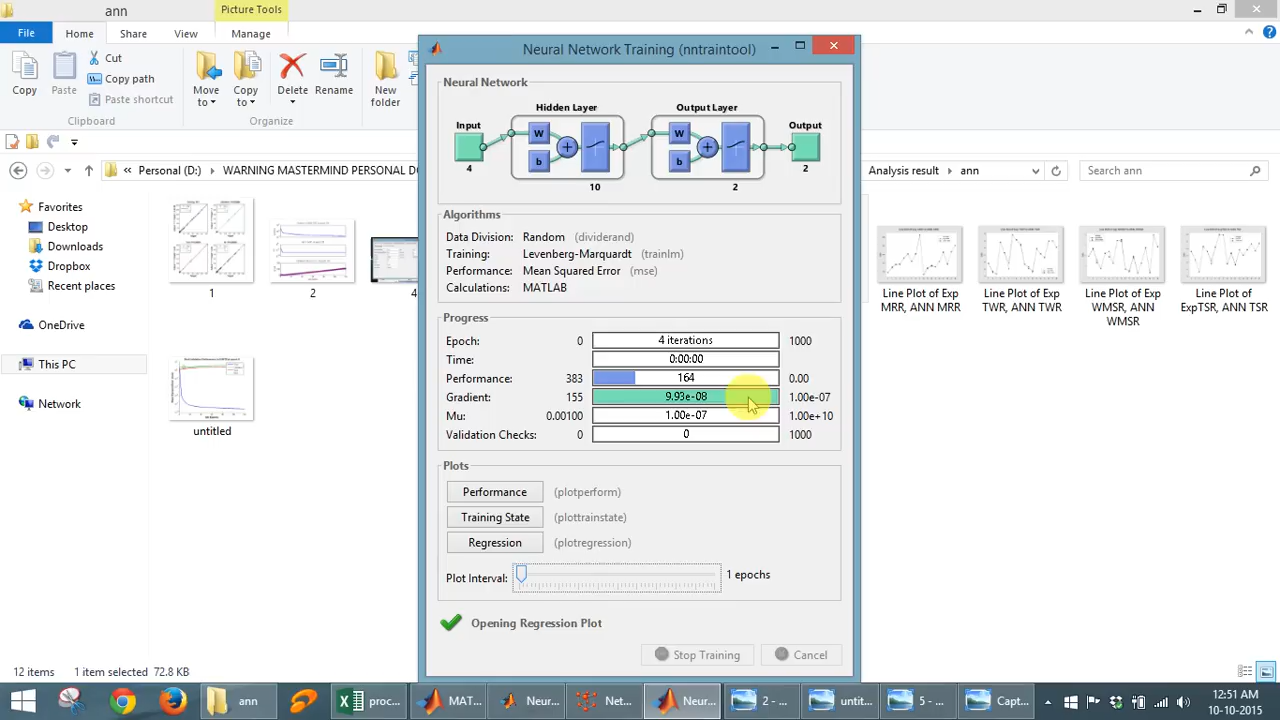 ann
Picture Tools
File
Home
Share
View
Manage
Copy
Paste
Cut
Copy path
Paste shortcut
Clipboard
Move to
Copy to
Delete
Rename
New folder
Organize
Personal (D:)
WARNING MASTERMIND PERSONAL DO
Analysis result
ann
Search ann
Favorites
Desktop
Downloads
Dropbox
Recent places
OneDrive
This PC
Network
1
2
4
untitled
Line Plot of Exp MRR, ANN MRR
Line Plot of Exp TWR, ANN TWR
Line Plot of Exp WMSR, ANN WMSR
Line Plot of ExpTSR, ANN TSR
Neural Network Training (nntraintool)
Neural Network
Hidden Layer
Output Layer
Input
Output
W
b
W
b
4
10
2
2
Algorithms
Data Division: Random (dividerand)
Training: Levenberg-Marquardt (trainlm)
Performance: Mean Squared Error (mse)
Calculations: MATLAB
Progress
Epoch: 0 4 iterations 1000
Time: 0:00:00
Performance: 383 164 0.00
Gradient: 155 9.93e-08 1.00e-07
Mu: 0.00100 1.00e-07 1.00e+10
Validation Checks: 0 0 1000
Plots
Performance (plotperform)
Training State (plottrainstate)
Regression (plotregression)
Plot Interval: 1 epochs
Opening Regression Plot
Stop Training
Cancel
12 items 1 item selected 72.8 KB
ann
proc...
MAT...
Neur...
Net...
Neur...
2 - ...
untit...
5 - ...
Capt...
12:51 AM
10-10-2015